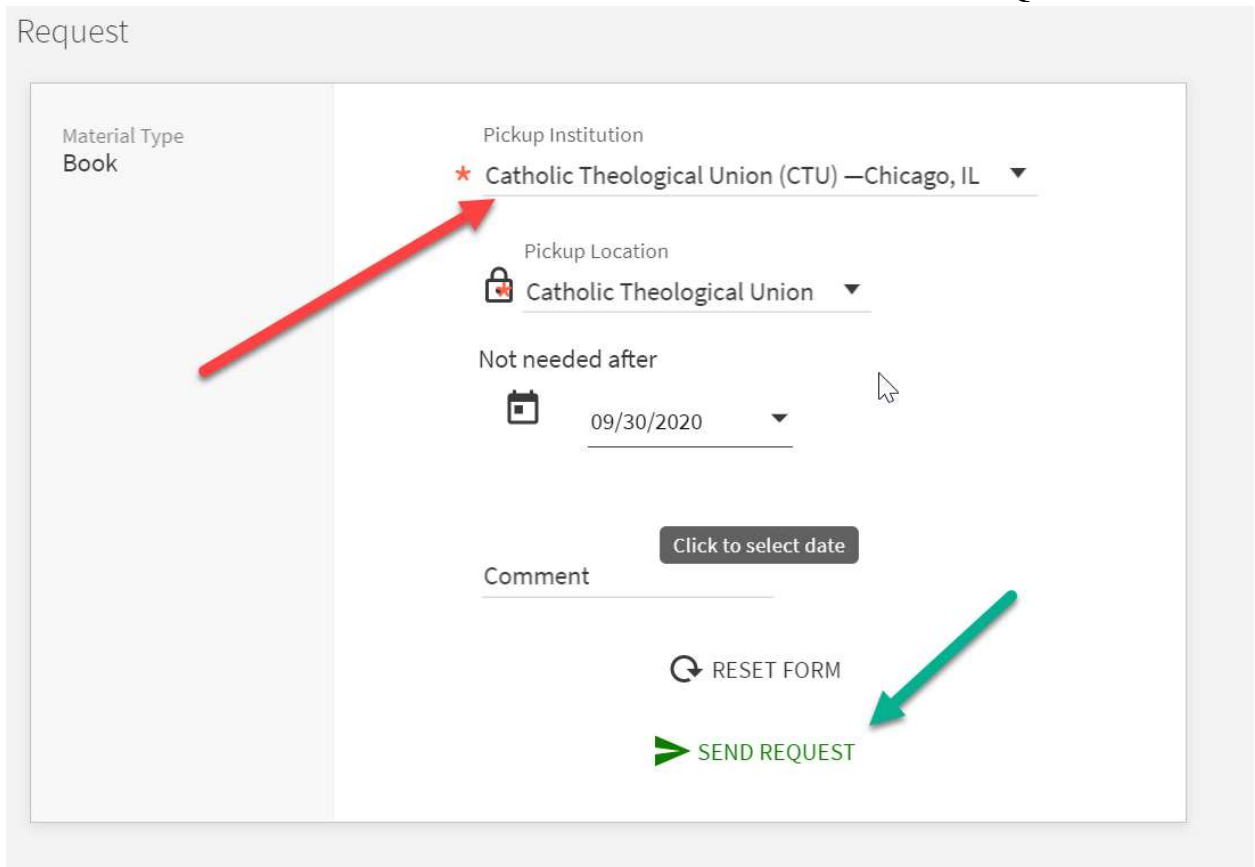 Request
Material Type
Book
Pickup Institution
* Catholic Theological Union (CTU) —Chicago, IL
Pickup Location
* Catholic Theological Union
Not needed after
09/30/2020
Click to select date
Comment
RESET FORM
SEND REQUEST